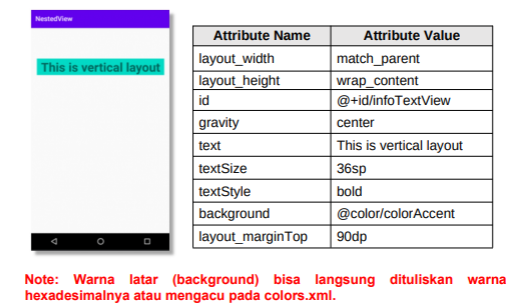 NestedView
This is vertical layout
Attribute Name Attribute Value
layout_width match_parent
layout_height wrap_content
id @+id/infoTextView
gravity center
text This is vertical layout
textSize 36sp
textStyle bold
background @color/colorAccent
layout_marginTop 90dp
Note: Warna latar (background) bisa langsung dituliskan warna
hexadesimalnya atau mengacu pada colors.xml.